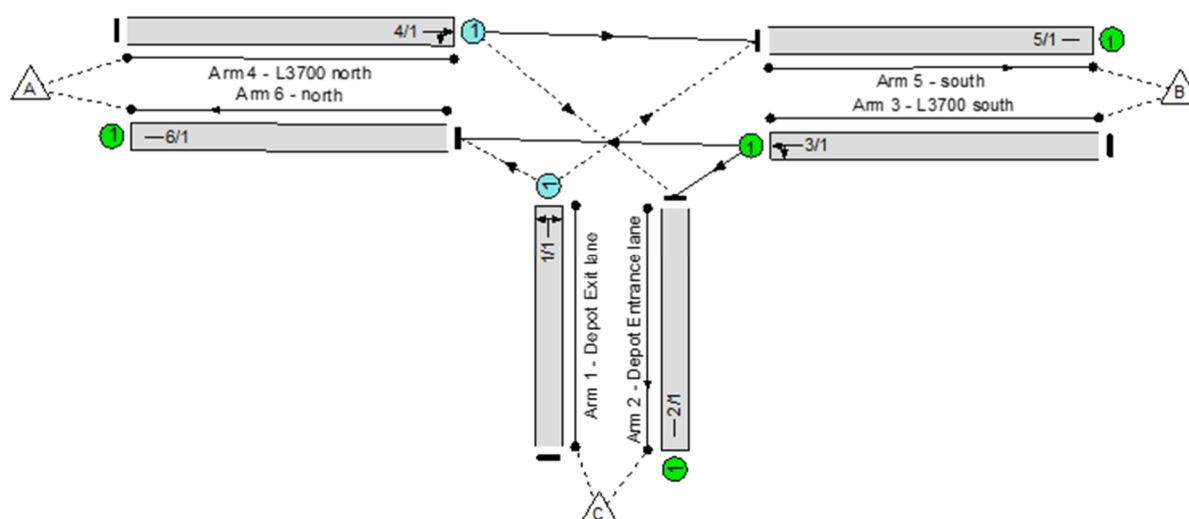 4/1
1
5/1
1
Arm 4 - L3700 north
Arm 5 - south
A
B
Arm 6 - north
Arm 3 - L3700 south
1
6/1
1
3/1
1
1/1
Arm 1 - Depot Exit lane
Arm 2 - Depot Entrance lane
2/1
1
C